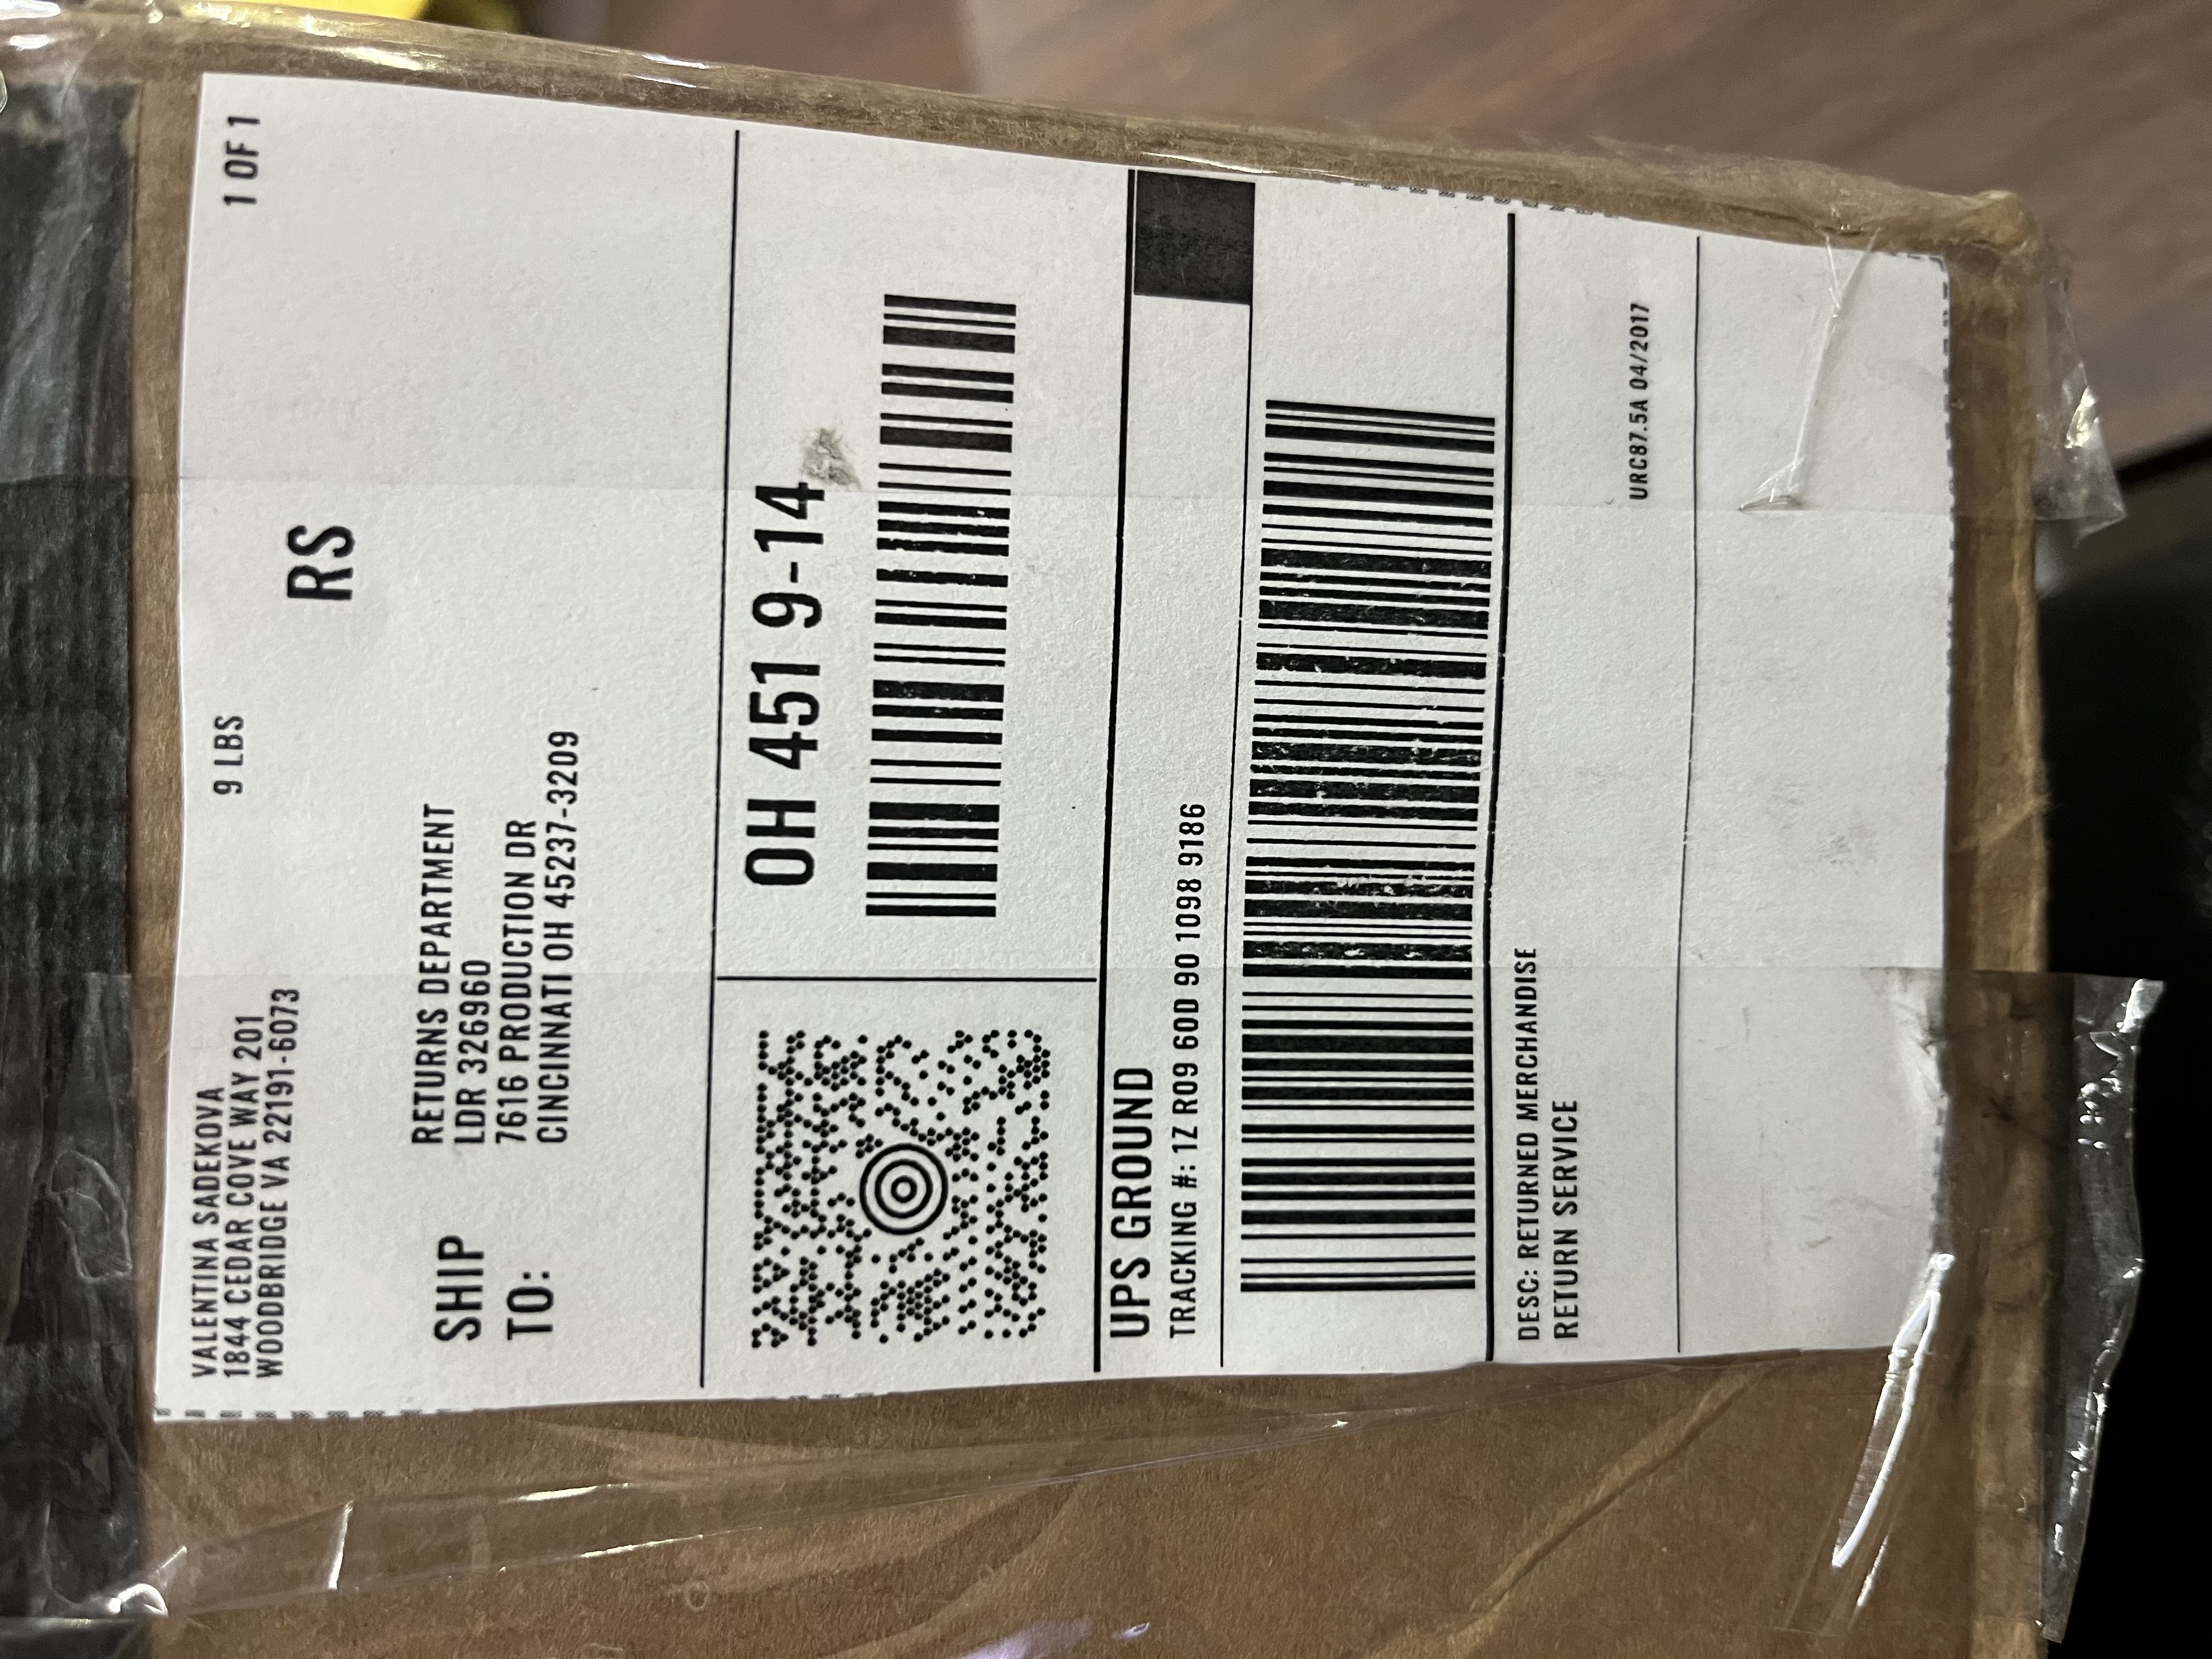 VALENTINA SADEKOVA
1844 CEDAR COVE WAY 201
WOODBRIDGE VA 22191-6073
9 LBS
1 OF 1
RS
SHIP
TO:
RETURNS DEPARTMENT
LDR 326960
7616 PRODUCTION DR
CINCINNATI OH 45237-3209
OH 451 9-14
UPS GROUND
TRACKING #: 1Z R09 60D 90 1098 9186
DESC: RETURNED MERCHANDISE
RETURN SERVICE
URC87.5A 04/2017